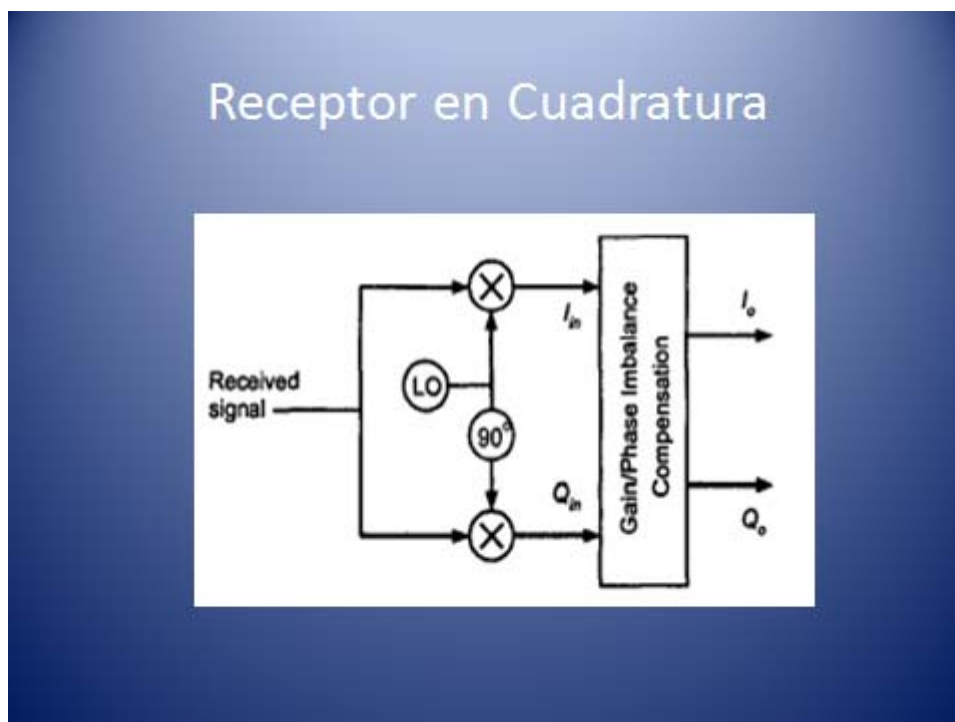 Receptor en Cuadratura
Received
signal
LO
90°
I_in
Q_in
Gain/Phase Imbalance
Compensation
I_o
Q_o